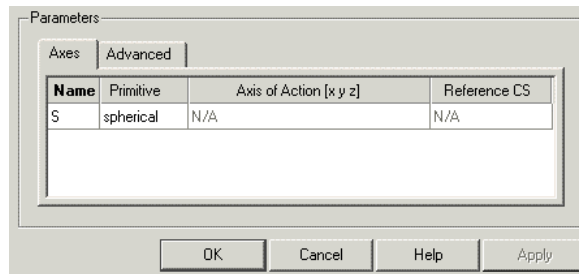 Parameters
Axes Advanced
Name Primitive Axis of Action [x y z] Reference CS
S spherical N/A N/A
OK Cancel Help Apply